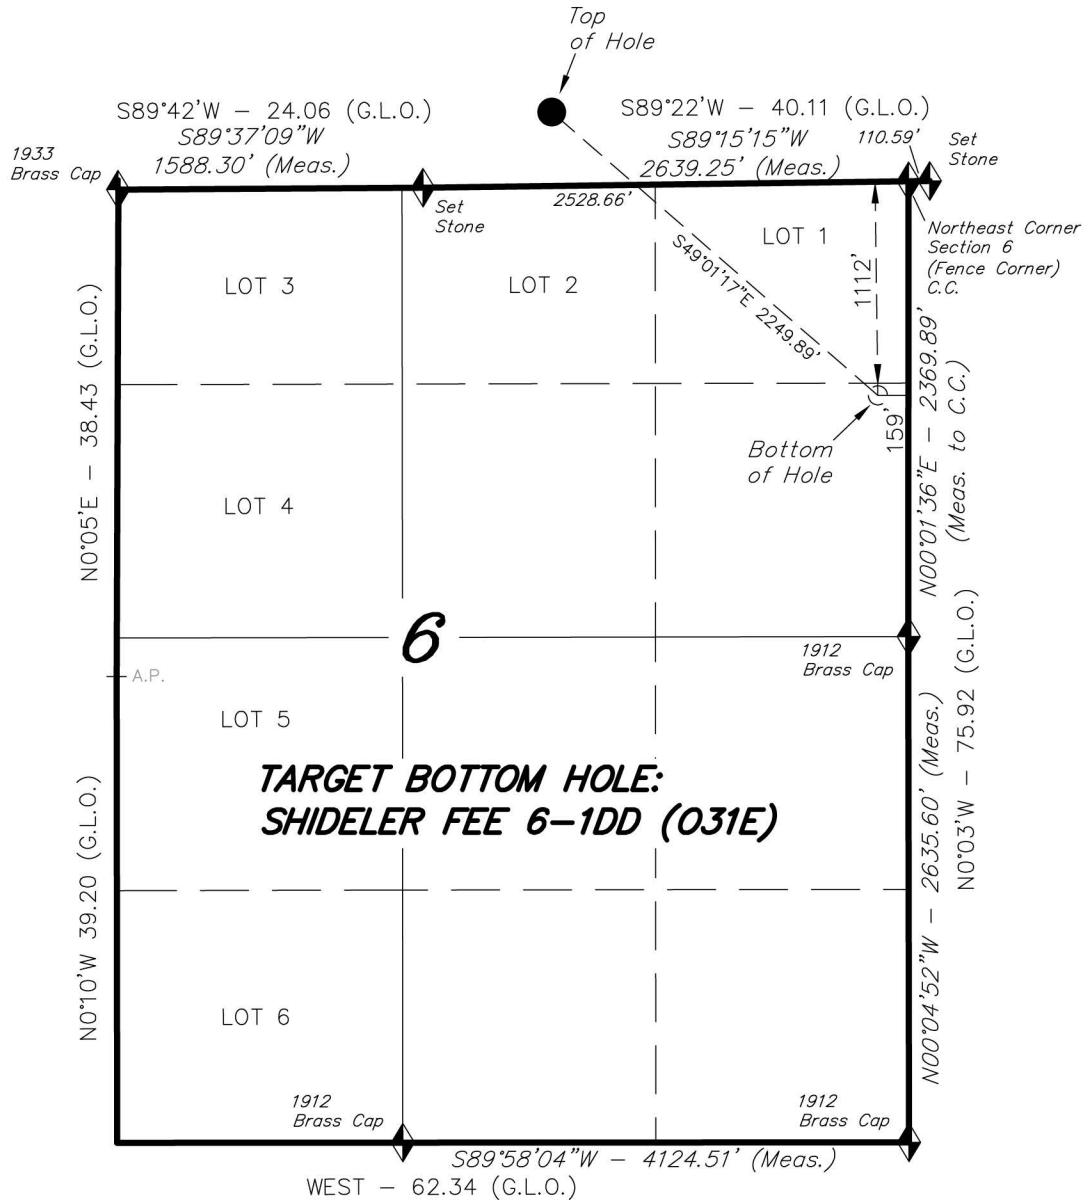 Top
of Hole
S89°42'W - 24.06 (G.L.O.)
S89°37'09"W
1588.30' (Meas.)
S89°22'W - 40.11 (G.L.O.)
S89°15'15"W
2639.25' (Meas.)
110.59'
Set
Stone
1933
Brass Cap
Set
Stone
2528.66'
LOT 1
Northeast Corner
Section 6
(Fence Corner)
C.C.
LOT 3
LOT 2
S49°01'17"E 2249.89'
1112'
N0°05'E - 38.43 (G.L.O.)
N00°01'36"E - 2369.89'
(Meas. to C.C.)
159'
Bottom
of Hole
LOT 4
6
1912
Brass Cap
A.P.
LOT 5
TARGET BOTTOM HOLE:
SHIDELER FEE 6-1DD (O31E)
N0°10'W 39.20 (G.L.O.)
N00°04'52"W - 2635.60' (Meas.)
N0°03'W - 75.92 (G.L.O.)
LOT 6
1912
Brass Cap
1912
Brass Cap
S89°58'04"W - 4124.51' (Meas.)
WEST - 62.34 (G.L.O.)